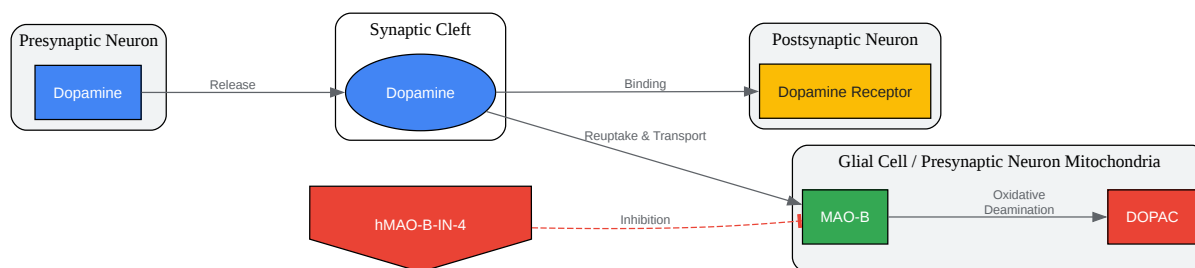 Presynaptic Neuron
Dopamine
Release
Synaptic Cleft
Dopamine
Binding
Postsynaptic Neuron
Dopamine Receptor
Reuptake & Transport
Glial Cell / Presynaptic Neuron Mitochondria
MAO-B
Oxidative
Deamination
DOPAC
hMAO-B-IN-4
Inhibition